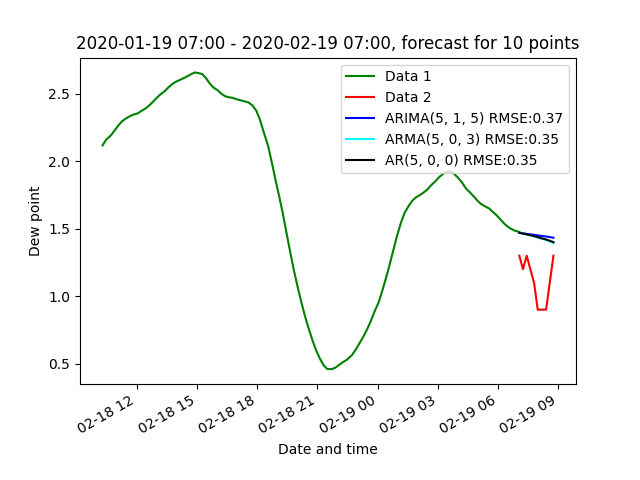 2020-01-19 07:00 - 2020-02-19 07:00, forecast for 10 points
Data 1
Data 2
ARIMA(5, 1, 5) RMSE:0.37
ARMA(5, 0, 3) RMSE:0.35
AR(5, 0, 0) RMSE:0.35
Dew point
2.5
2.0
1.5
1.0
0.5
02-18 12
02-18 15
02-18 18
02-18 21
02-19 00
02-19 03
02-19 06
02-19 09
Date and time